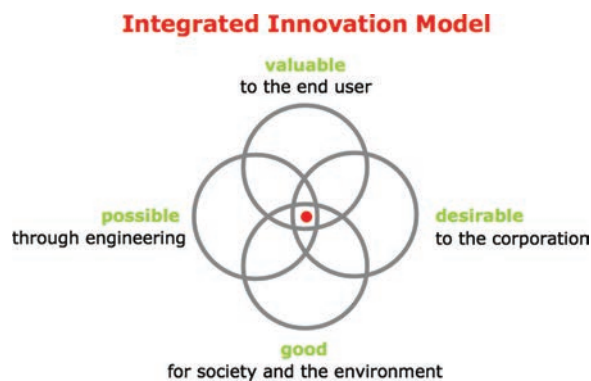 Integrated Innovation Model
valuable
to the end user
possible
through engineering
desirable
to the corporation
good
for society and the environment